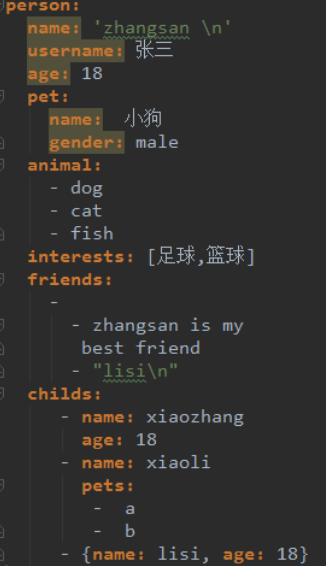 person:
  name: 'zhangsan \n'
  username: 张三
  age: 18
  pet:
    name:  小狗
    gender: male
  animal:
    - dog
    - cat
    - fish
  interests: [足球,篮球]
  friends:
    -
      - zhangsan is my
       best friend
      - "lisi\n"
  childs:
     - name: xiaozhang
       age: 18
     - name: xiaoli
       pets:
        -  a
        -  b
     - {name: lisi, age: 18}